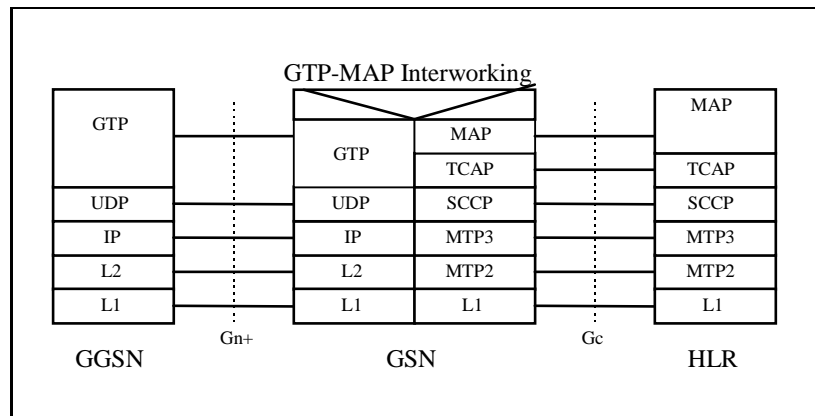 GTP-MAP Interworking
GTP
MAP
MAP
GTP
TCAP
TCAP
UDP
UDP
SCCP
SCCP
IP
IP
MTP3
MTP3
L2
L2
MTP2
MTP2
L1
L1
L1
L1
Gn+
Gc
GGSN
GSN
HLR